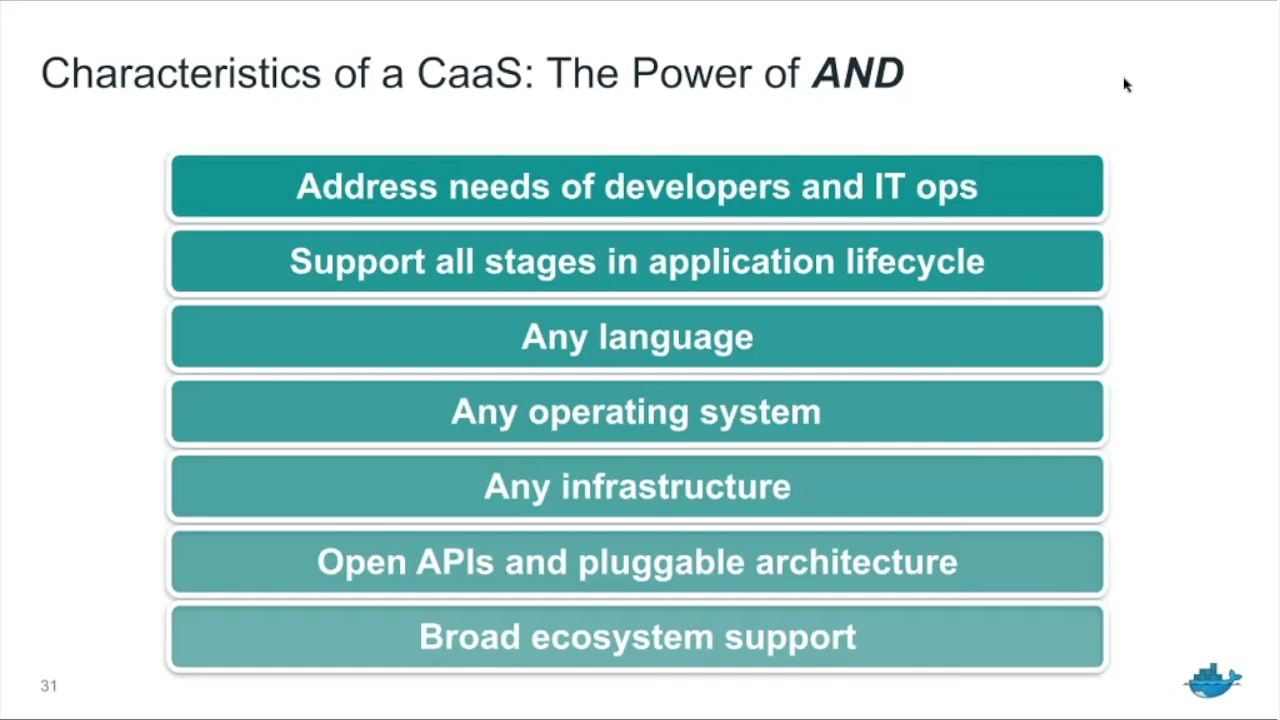 Characteristics of a CaaS: The Power of AND
Address needs of developers and IT ops
Support all stages in application lifecycle
Any language
Any operating system
Any infrastructure
Open APIs and pluggable architecture
Broad ecosystem support
31